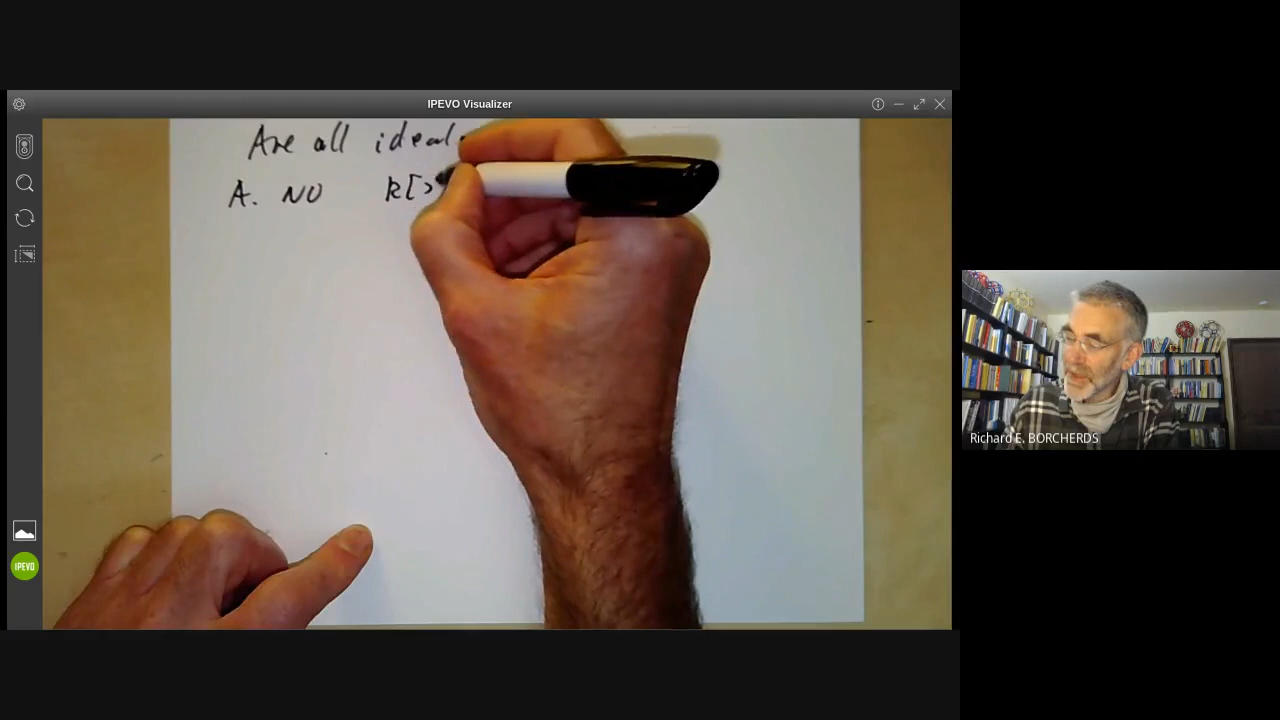 IPEVO Visualizer
Are all ideal
A. NO k[x
IPEVO
Richard E. BORCHERDS